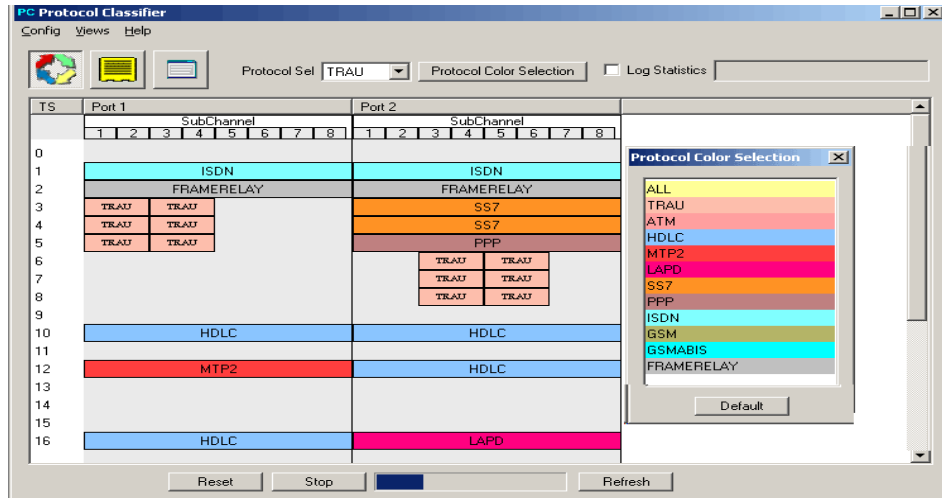 PC Protocol Classifier
Config Views Help
Protocol Sel TRAU Protocol Color Selection Log Statistics
TS Port 1 Port 2
SubChannel SubChannel
1 2 3 4 5 6 7 8 1 2 3 4 5 6 7 8
0
1 ISDN ISDN
2 FRAMERELAY FRAMERELAY
3 TRAU TRAU SS7
4 TRAU TRAU SS7
5 TRAU TRAU PPP
6 TRAU TRAU
7 TRAU TRAU
8 TRAU TRAU
9
10 HDLC HDLC
11
12 MTP2 HDLC
13
14
15
16 HDLC LAPD
Protocol Color Selection
ALL
TRAU
ATM
HDLC
MTP2
LAPD
SS7
PPP
ISDN
GSM
GSMABIS
FRAMERELAY
Default
Reset Stop Refresh